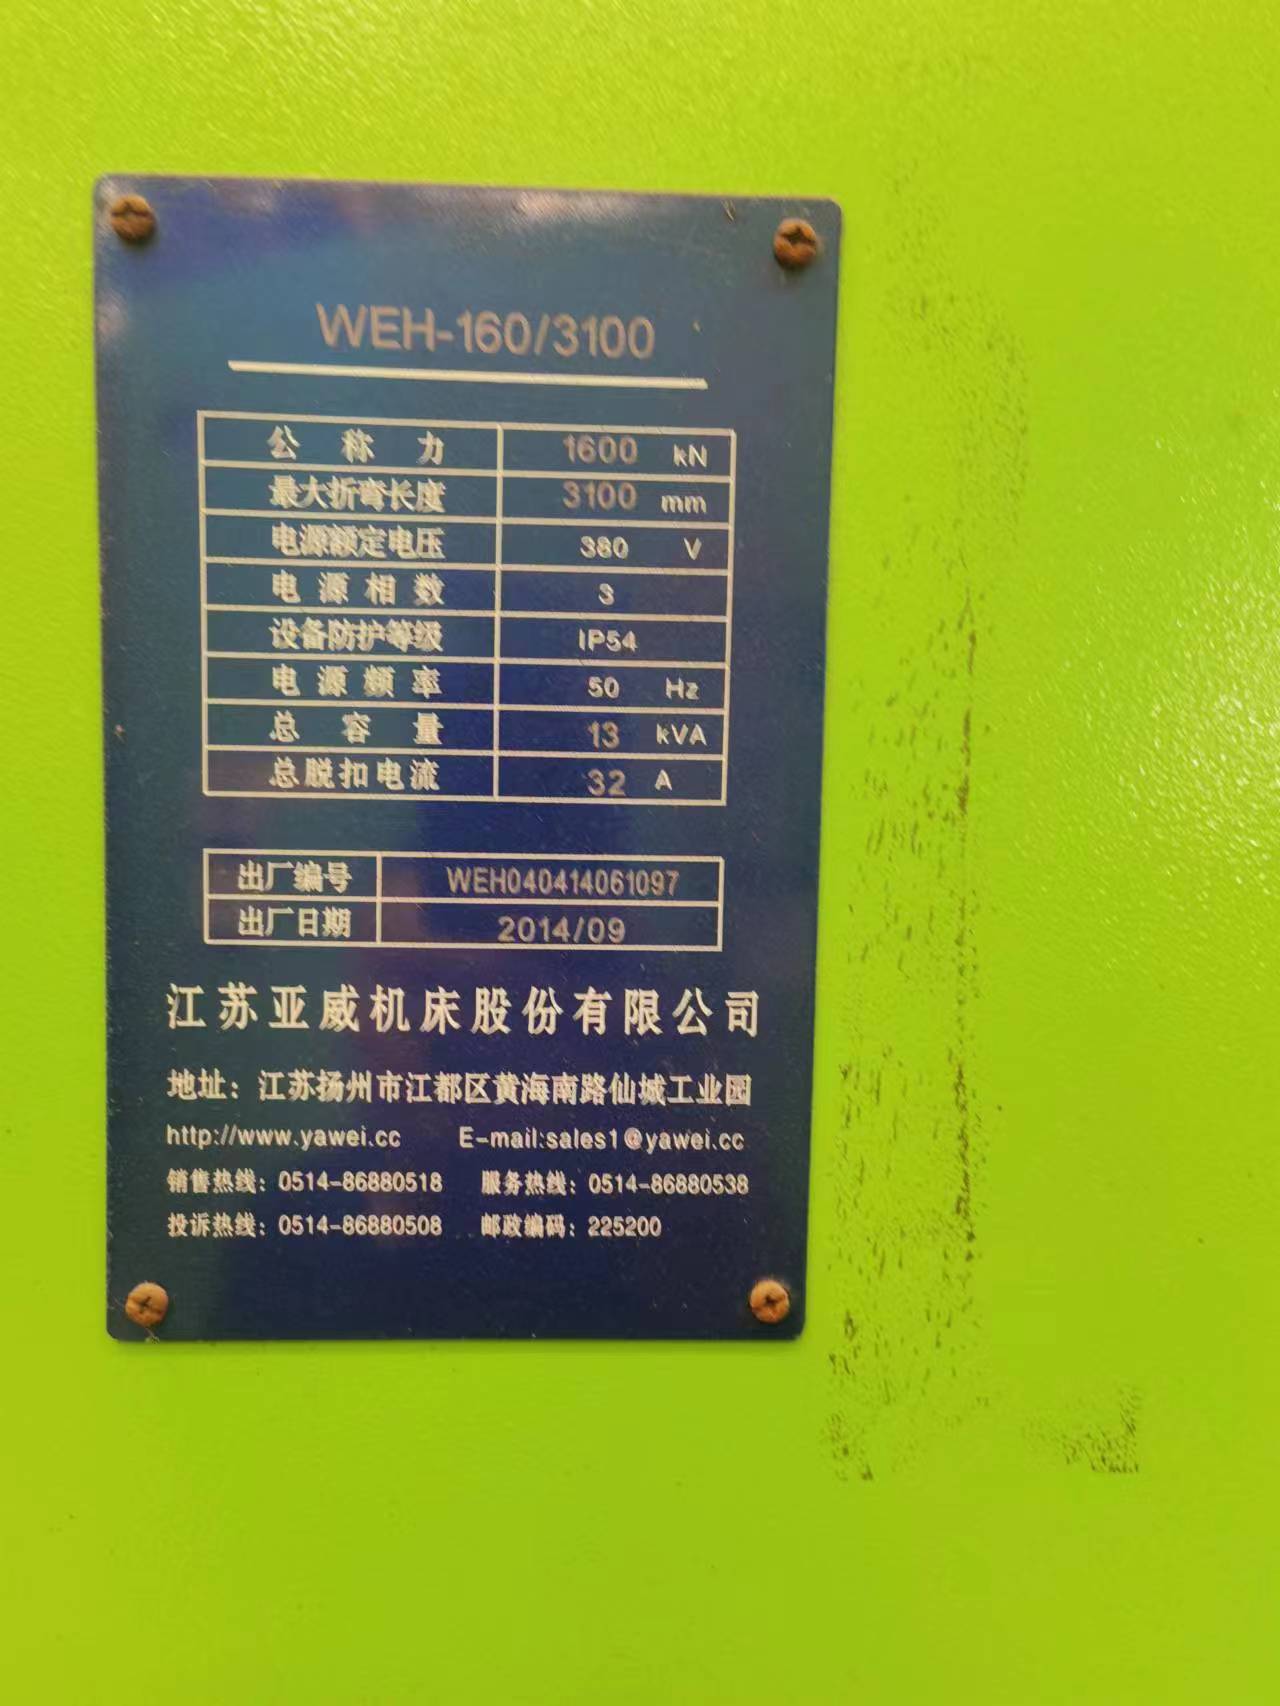 WEH-160/3100
公称力 1600 kN
最大折弯长度 3100 mm
电源额定电压 380 V
电源相数 3
设备防护等级 IP54
电源频率 50 Hz
总容量 13 kVA
总脱扣电流 32 A
出厂编号 WEH040414061097
出厂日期 2014/09
江苏亚威机床股份有限公司
地址：江苏扬州市江都区黄海南路仙城工业园
http://www.yawei.cc E-mail:sales1@yawei.cc
销售热线：0514-86880518 服务热线：0514-86880538
投诉热线：0514-86880508 邮政编码：225200